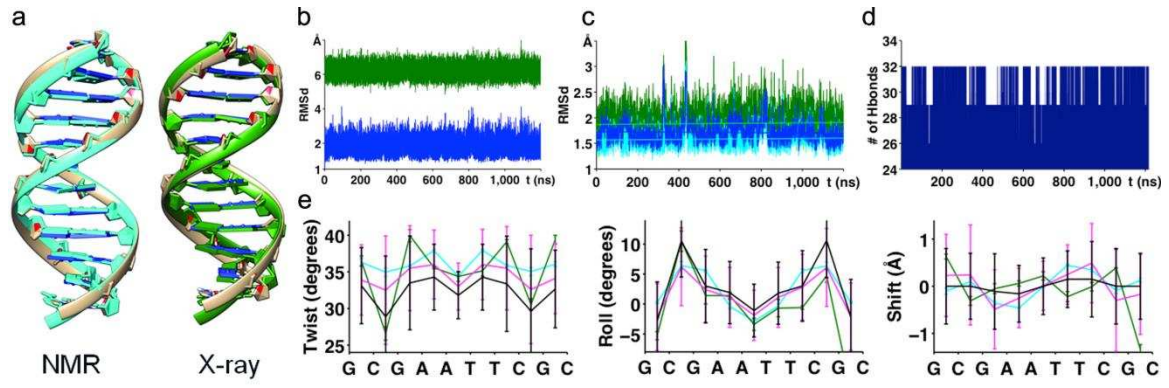 a
NMR
X-ray
b
Å
6
4
2
1
RMSd
0 200 400 600 800 1,000 t (ns)
c
Å
3
2.5
2
1.5
1
RMSd
0 200 400 600 800 1,000 t (ns)
d
34
32
30
28
26
24
# of Hbonds
200 400 600 800 1,000 t (ns)
e
Twist (degrees)
40
35
30
25
G C G A A T T C G C
Roll (degrees)
10
5
0
−5
G C G A A T T C G C
Shift (Å)
1
0
−1
G C G A A T T C G C